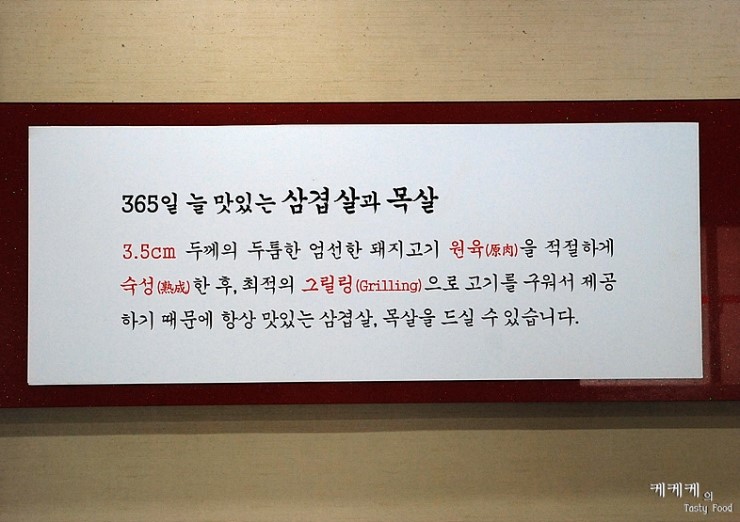 365일 늘 맛있는 삼겹살과 목살
3.5cm 두께의 두툼한 엄선한 돼지고기 원육(原肉)을 적절하게
숙성(熟成)한 후, 최적의 그릴링(Grilling)으로 고기를 구워서 제공
하기 때문에 항상 맛있는 삼겹살, 목살을 드실 수 있습니다.
케케케의
Tasty Food